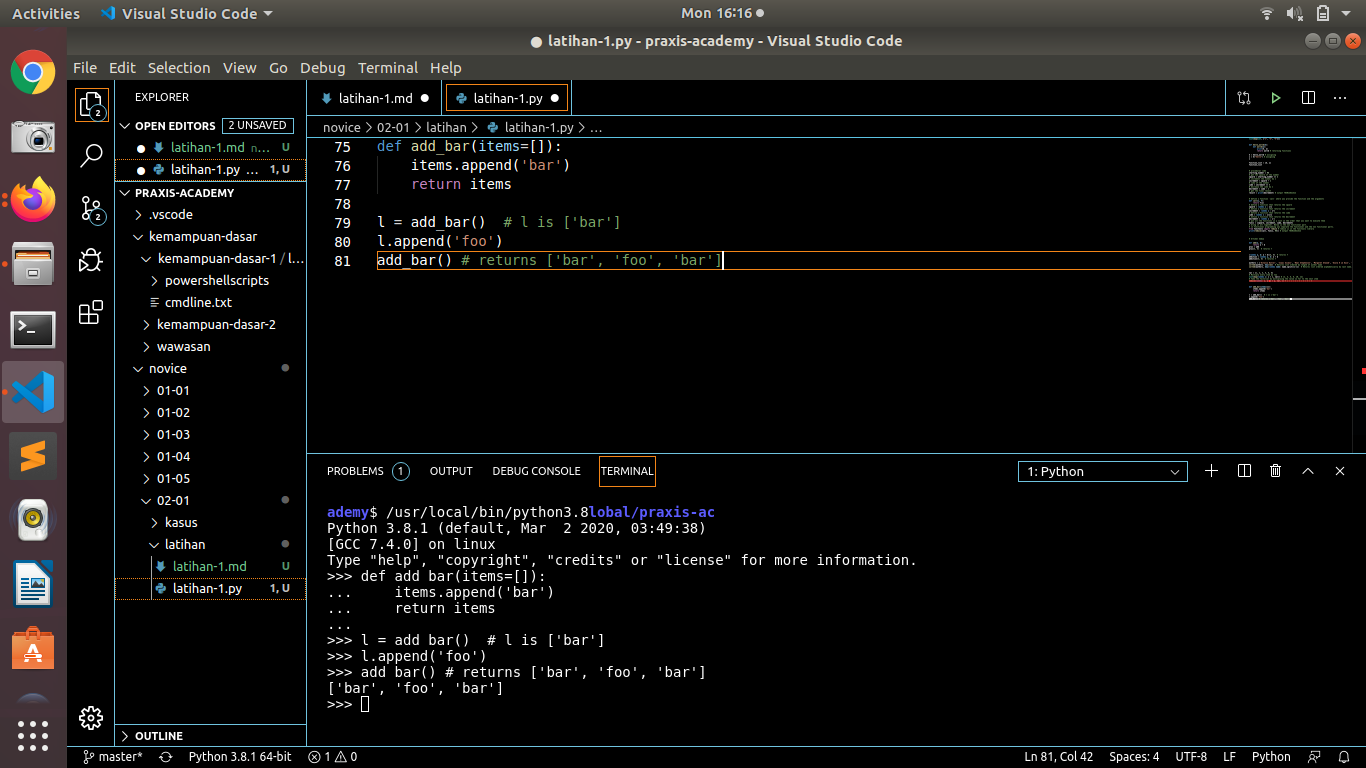 Activities Visual Studio Code Mon 16:16
latihan-1.py - praxis-academy - Visual Studio Code
File Edit Selection View Go Debug Terminal Help
EXPLORER
OPEN EDITORS 2 UNSAVED
latihan-1.md n... U
latihan-1.py ... 1, U
PRAXIS-ACADEMY
.vscode
kemampuan-dasar
kemampuan-dasar-1 / l...
powershellscripts
cmdline.txt
kemampuan-dasar-2
wawasan
novice
01-01
01-02
01-03
01-04
01-05
02-01
kasus
latihan
latihan-1.md U
latihan-1.py 1, U
OUTLINE
2
2
latihan-1.md latihan-1.py
novice > 02-01 > latihan > latihan-1.py > ...
75 def add_bar(items=[]):
76 items.append('bar')
77 return items
78
79 l = add_bar()  # l is ['bar']
80 l.append('foo')
81 add_bar() # returns ['bar', 'foo', 'bar']
PROBLEMS 1 OUTPUT DEBUG CONSOLE TERMINAL 1: Python
ademy$ /usr/local/bin/python3.8lobal/praxis-ac
Python 3.8.1 (default, Mar  2 2020, 03:49:38)
[GCC 7.4.0] on linux
Type "help", "copyright", "credits" or "license" for more information.
>>> def add bar(items=[]):
...     items.append('bar')
...     return items
...
>>> l = add bar()  # l is ['bar']
>>> l.append('foo')
>>> add bar() # returns ['bar', 'foo', 'bar']
['bar', 'foo', 'bar']
>>>
master* Python 3.8.1 64-bit 1 0 Ln 81, Col 42 Spaces: 4 UTF-8 LF Python